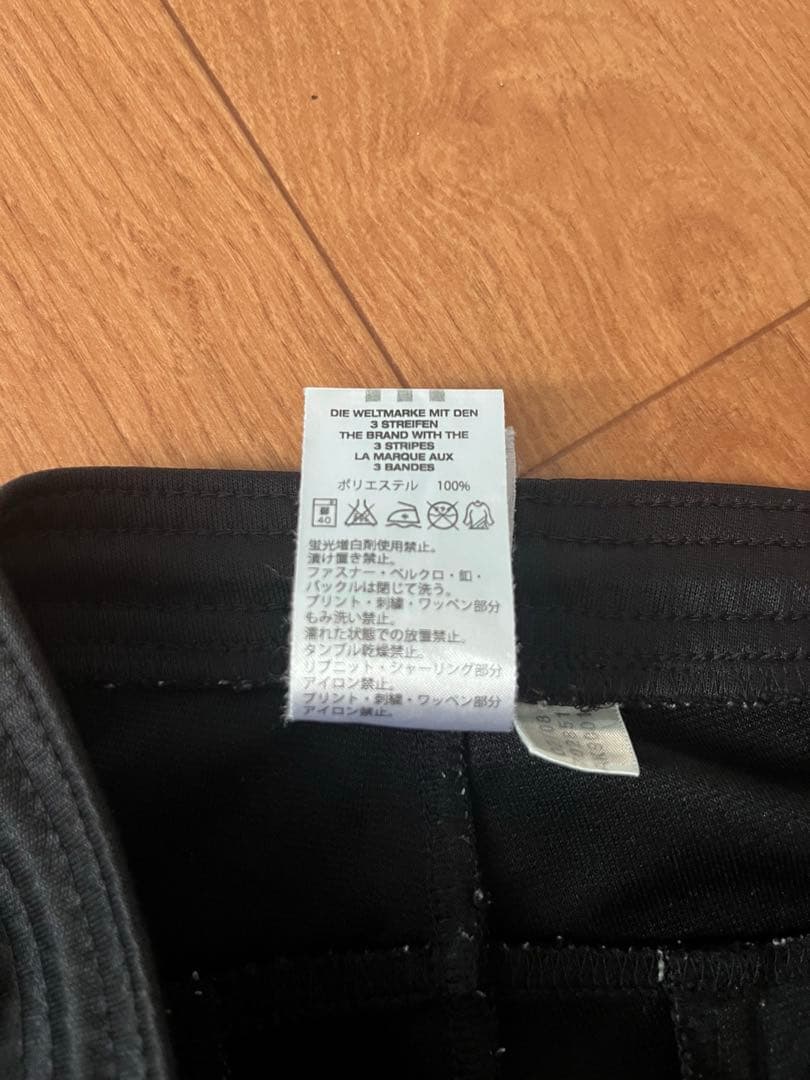 DIE WELTMARKE MIT DEN
3 STREIFEN
THE BRAND WITH THE
3 STRIPES
LA MARQUE AUX
3 BANDES
ポリエステル 100%
40
蛍光増白剤使用禁止。
漬け置き禁止。
ファスナー・ベルクロ・釦・
バックルは閉じて洗う。
プリント・刺繍・ワッペン部分
もみ洗い禁止。
濡れた状態での放置禁止。
タンブル乾燥禁止。
リブニット・シャーリング部分
アイロン禁止。
プリント・刺繍・ワッペン部分
アイロン禁止。